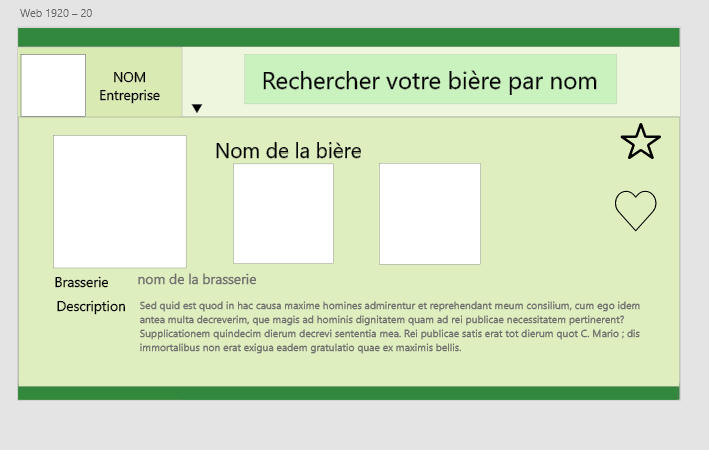 Web 1920 – 20
NOM
Entreprise
Rechercher votre bière par nom
Nom de la bière
Brasserie
nom de la brasserie
Description
Sed quid est quod in hac causa maxime homines admirentur et reprehendant meum consilium, cum ego idem
antea multa decreverim, que magis ad hominis dignitatem quam ad rei publicae necessitatem pertinerent?
Supplicationem quindecim dierum decrevi sententia mea. Rei publicae satis erat tot dierum quot C. Mario ; dis
immortalibus non erat exigua eadem gratulatio quae ex maximis bellis.